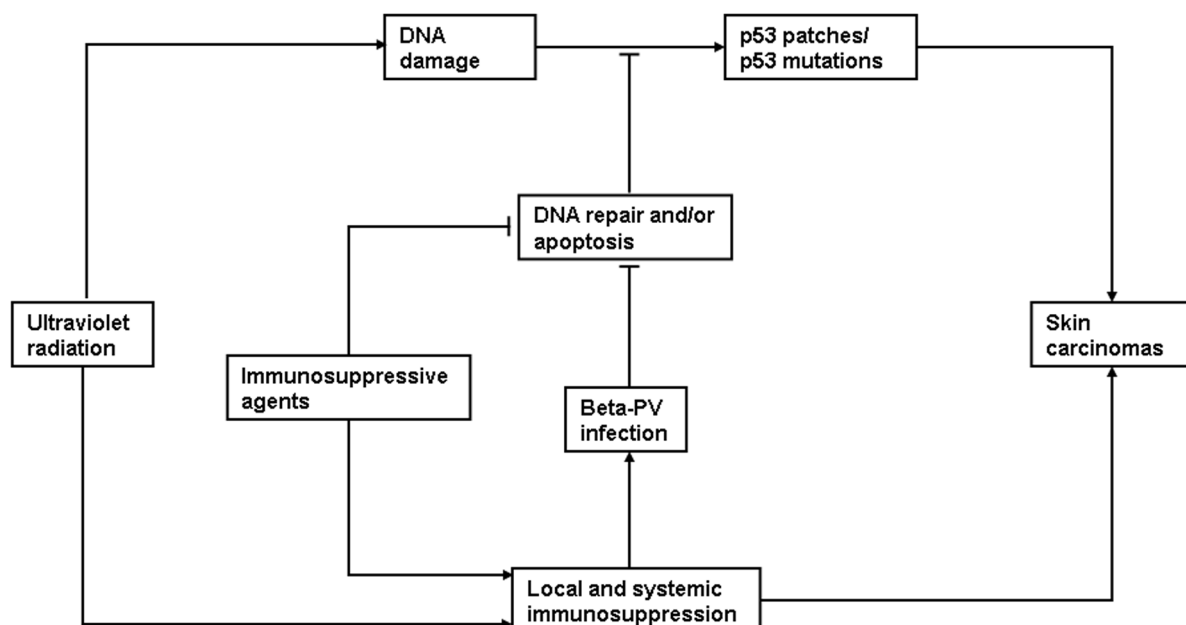 DNA
damage
p53 patches/
p53 mutations
DNA repair and/or
apoptosis
Ultraviolet
radiation
Immunosuppressive
agents
Beta-PV
infection
Skin
carcinomas
Local and systemic
immunosuppression